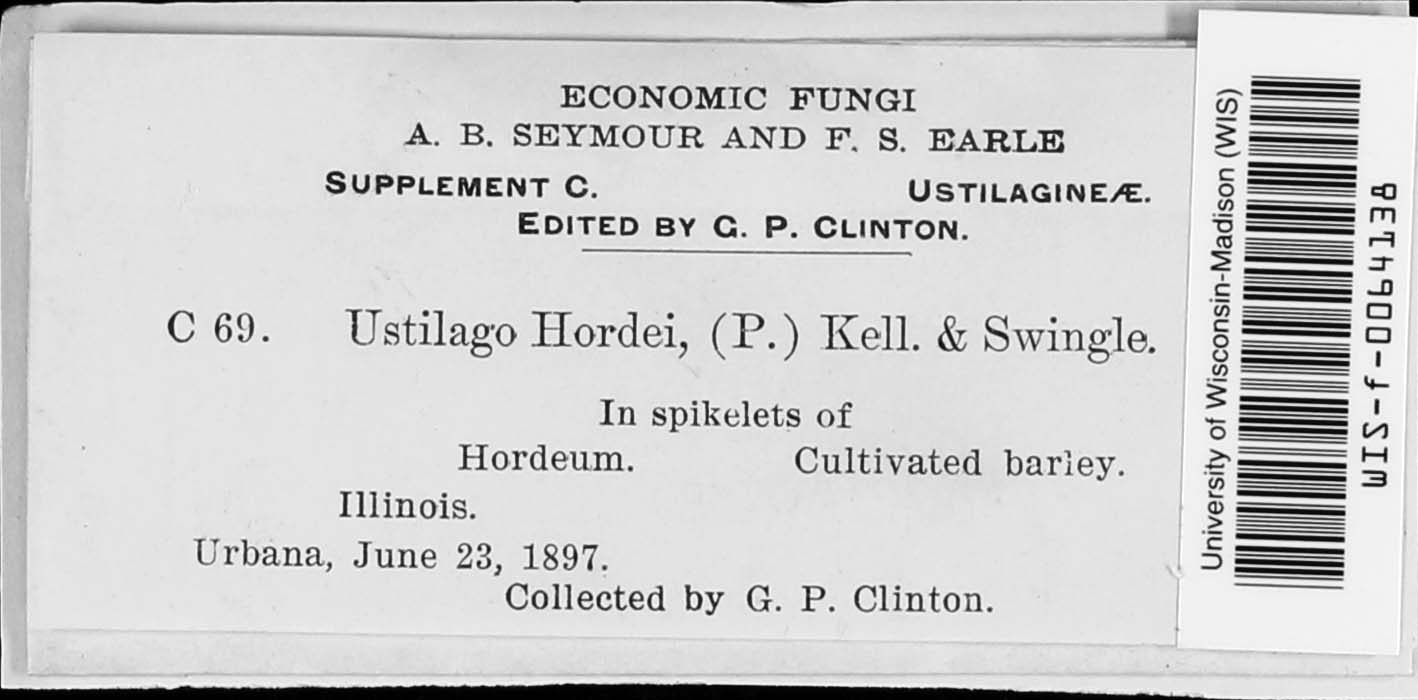 ECONOMIC FUNGI
A. B. SEYMOUR AND F. S. EARLE
SUPPLEMENT C. USTILAGINEÆ.
EDITED BY G. P. CLINTON.
C 69. Ustilago Hordei, (P.) Kell. & Swingle.
In spikelets of
Hordeum. Cultivated barley.
Illinois.
Urbana, June 23, 1897.
Collected by G. P. Clinton.
University of Wisconsin-Madison (WIS)
WIS-f-0064138